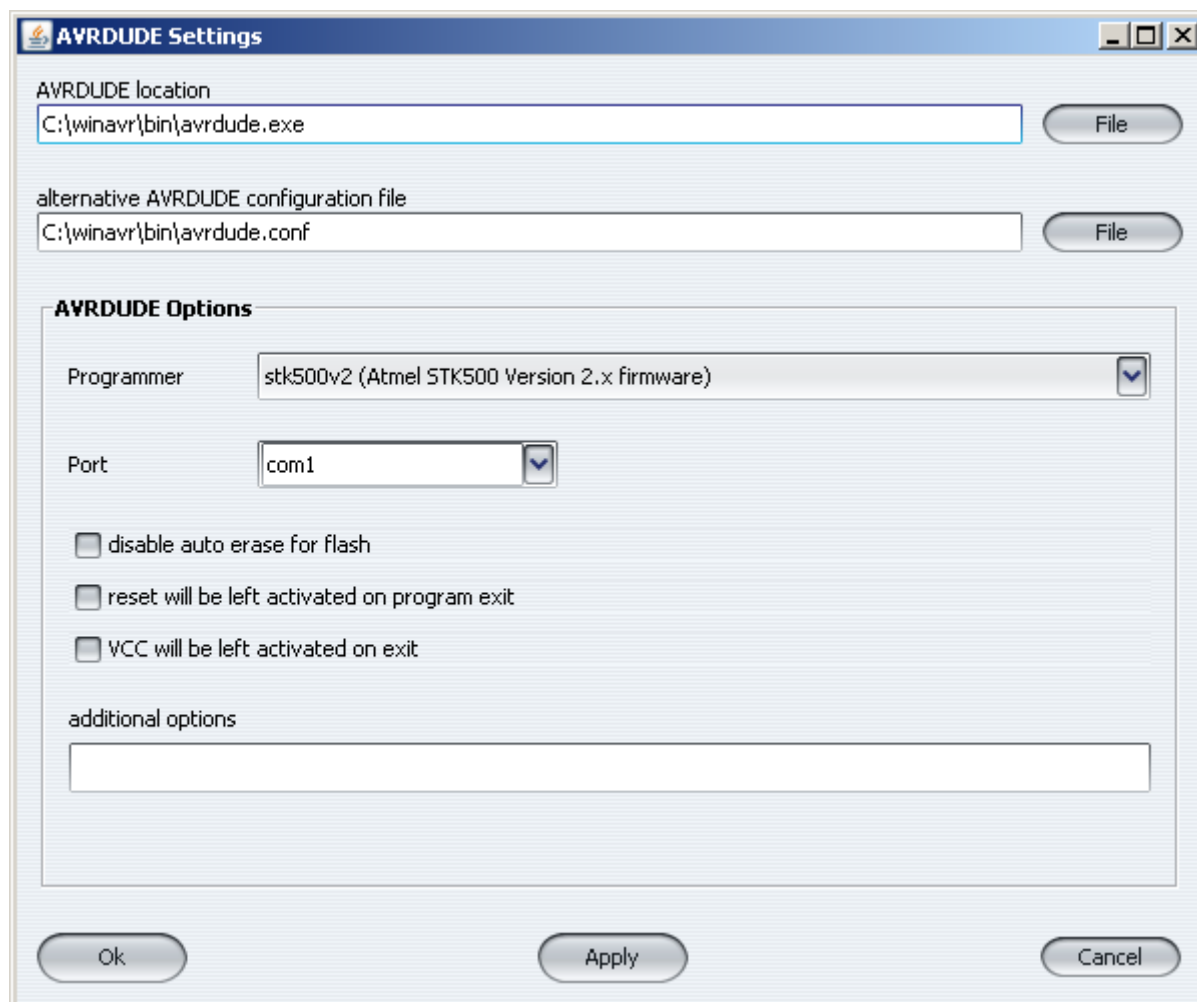 AVRDUDE Settings
AVRDUDE location
C:\winavr\bin\avrdude.exe
File
alternative AVRDUDE configuration file
C:\winavr\bin\avrdude.conf
File
AVRDUDE Options
Programmer
stk500v2 (Atmel STK500 Version 2.x firmware)
Port
com1
disable auto erase for flash
reset will be left activated on program exit
VCC will be left activated on exit
additional options
Ok
Apply
Cancel